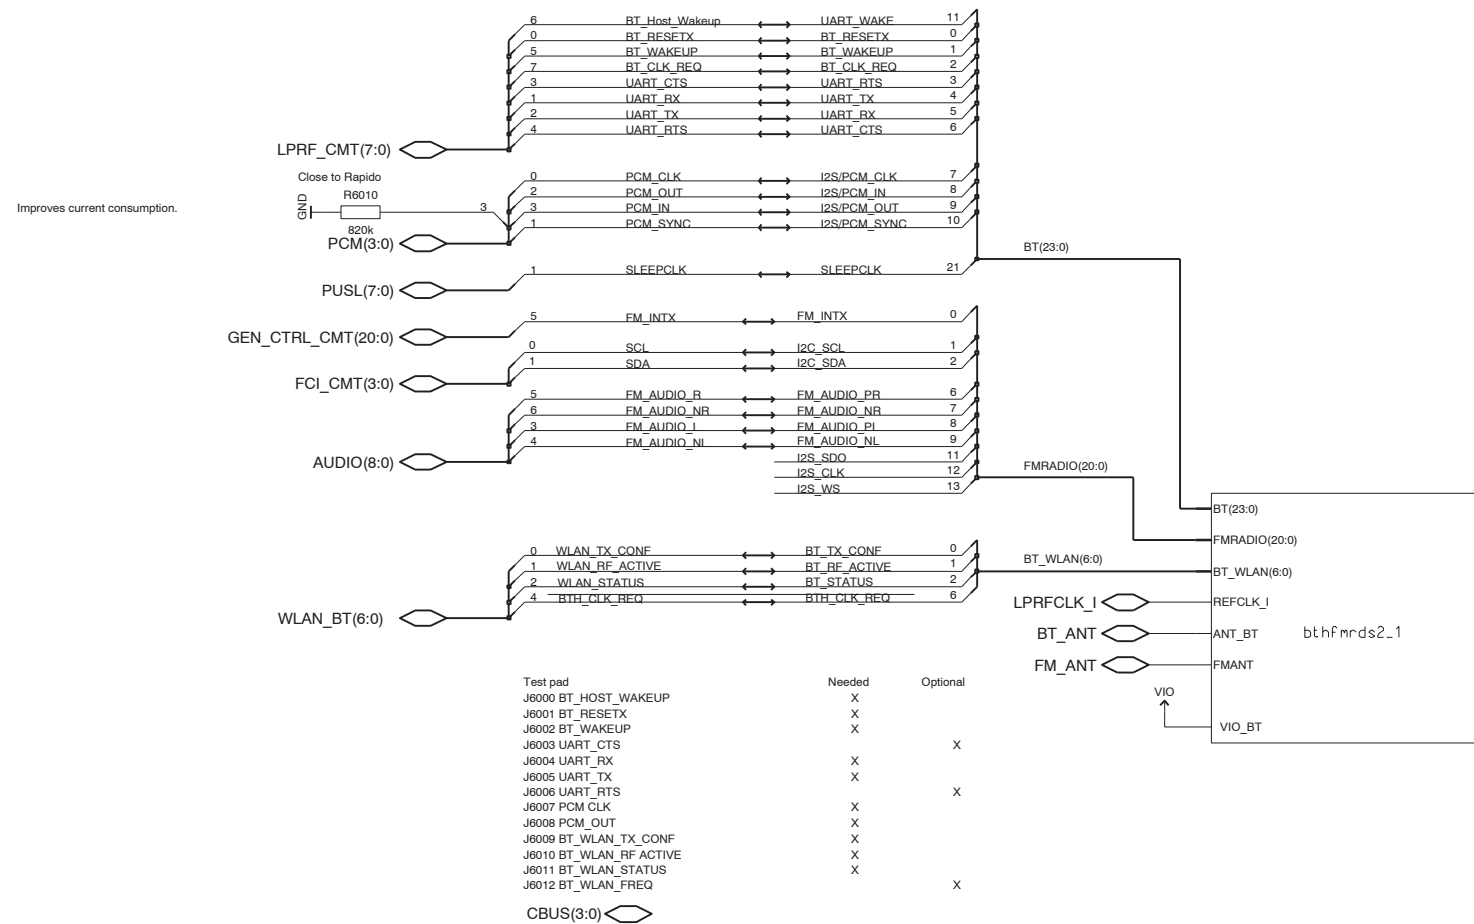 6 BT_Host_Wakeup UART_WAKE 11
0 BT_RESETX BT_RESETX 0
5 BT_WAKEUP BT_WAKEUP 1
7 BT_CLK_REQ BT_CLK_REQ 2
3 UART_CTS UART_RTS 3
1 UART_RX UART_TX 4
2 UART_TX UART_RX 5
4 UART_RTS UART_CTS 6
LPRF_CMT(7:0)
Close to Rapido
0 PCM_CLK I2S/PCM_CLK 7
R6010
2 PCM_OUT I2S/PCM_IN 8
Improves current consumption.
GND
3
3 PCM_IN I2S/PCM_OUT 9
1 PCM_SYNC I2S/PCM_SYNC 10
820k
PCM(3:0)
BT(23:0)
1 SLEEPCLK SLEEPCLK 21
PUSL(7:0)
5 FM_INTX FM_INTX 0
GEN_CTRL_CMT(20:0)
0 SCL I2C_SCL 1
1 SDA I2C_SDA 2
FCI_CMT(3:0)
5 FM_AUDIO_R FM_AUDIO_PR 6
6 FM_AUDIO_NR FM_AUDIO_NR 7
3 FM_AUDIO_L FM_AUDIO_PL 8
4 FM_AUDIO_NL FM_AUDIO_NL 9
AUDIO(8:0)
I2S_SDO 11
I2S_CLK 12
I2S_WS 13
FMRADIO(20:0)
BT(23:0)
FMRADIO(20:0)
0 WLAN_TX_CONF BT_TX_CONF 0
1 WLAN_RF_ACTIVE BT_RF_ACTIVE 1
2 WLAN_STATUS BT_STATUS 2
4 BTH_CLK_REQ BTH_CLK_REQ 6
BT_WLAN(6:0)
BT_WLAN(6:0)
WLAN_BT(6:0)
LPRFCLK_I REFCLK_I
BT_ANT ANT_BT bthfmrds2_1
FM_ANT FMANT
VIO
VIO_BT
Test pad Needed Optional
J6000 BT_HOST_WAKEUP X
J6001 BT_RESETX X
J6002 BT_WAKEUP X
J6003 UART_CTS X
J6004 UART_RX X
J6005 UART_TX X
J6006 UART_RTS X
J6007 PCM CLK X
J6008 PCM_OUT X
J6009 BT_WLAN_TX_CONF X
J6010 BT_WLAN_RF ACTIVE X
J6011 BT_WLAN_STATUS X
J6012 BT_WLAN_FREQ X
CBUS(3:0)